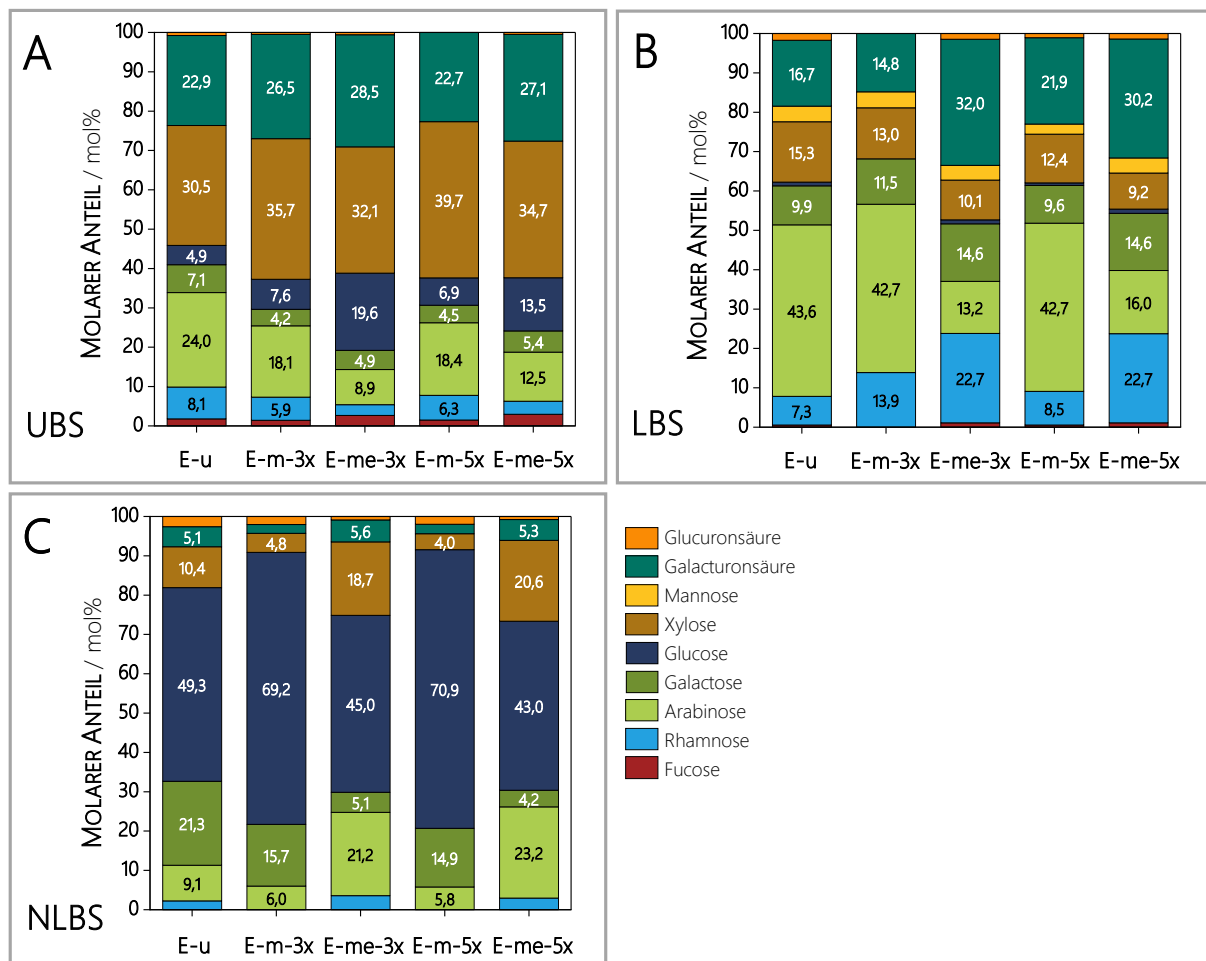 A
MOLARER ANTEIL / mol%
100
90
80
70
60
50
40
30
20
10
0
22,9 26,5 28,5 22,7 27,1
30,5 35,7 32,1 39,7 34,7
4,9 7,6 19,6 6,9 13,5
7,1 4,2 4,9 4,5 5,4
24,0 18,1 8,9 18,4 12,5
8,1 5,9 6,3
UBS
E-u E-m-3x E-me-3x E-m-5x E-me-5x
B
MOLARER ANTEIL / mol%
100
90
80
70
60
50
40
30
20
10
0
16,7 14,8 32,0 21,9 30,2
15,3 13,0 10,1 12,4 9,2
9,9 11,5 14,6 9,6 14,6
43,6 42,7 13,2 42,7 16,0
7,3 13,9 22,7 8,5 22,7
LBS
E-u E-m-3x E-me-3x E-m-5x E-me-5x
C
MOLARER ANTEIL / mol%
100
90
80
70
60
50
40
30
20
10
0
5,1 5,6 5,3
10,4 4,8 18,7 4,0 20,6
49,3 69,2 45,0 70,9 43,0
21,3 15,7 5,1 14,9 4,2
9,1 6,0 21,2 5,8 23,2
NLBS
E-u E-m-3x E-me-3x E-m-5x E-me-5x
Glucuronsäure
Galacturonsäure
Mannose
Xylose
Glucose
Galactose
Arabinose
Rhamnose
Fucose